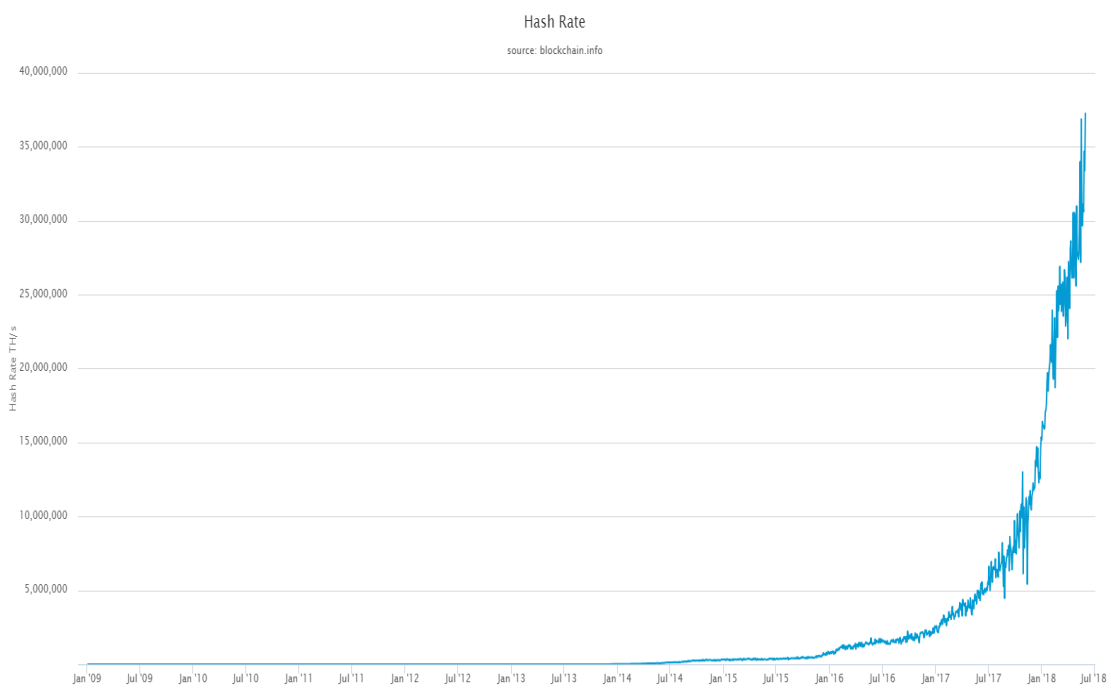 Hash Rate
source: blockchain.info
40,000,000
35,000,000
30,000,000
25,000,000
20,000,000
15,000,000
10,000,000
5,000,000
Hash Rate TH/s
Jan '09 Jul '09 Jan '10 Jul '10 Jan '11 Jul '11 Jan '12 Jul '12 Jan '13 Jul '13 Jan '14 Jul '14 Jan '15 Jul '15 Jan '16 Jul '16 Jan '17 Jul '17 Jan '18 Jul '18